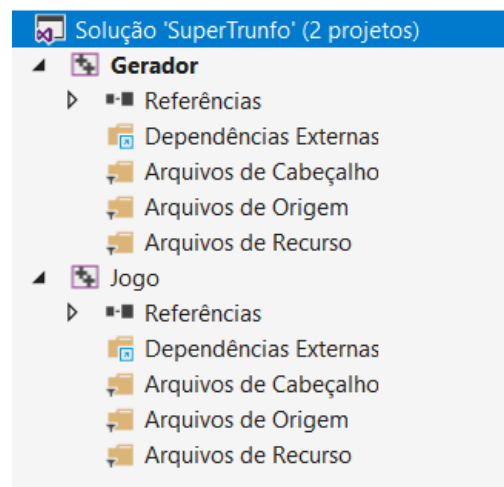 Solução 'SuperTrunfo' (2 projetos)
Gerador
Referências
Dependências Externas
Arquivos de Cabeçalho
Arquivos de Origem
Arquivos de Recurso
Jogo
Referências
Dependências Externas
Arquivos de Cabeçalho
Arquivos de Origem
Arquivos de Recurso